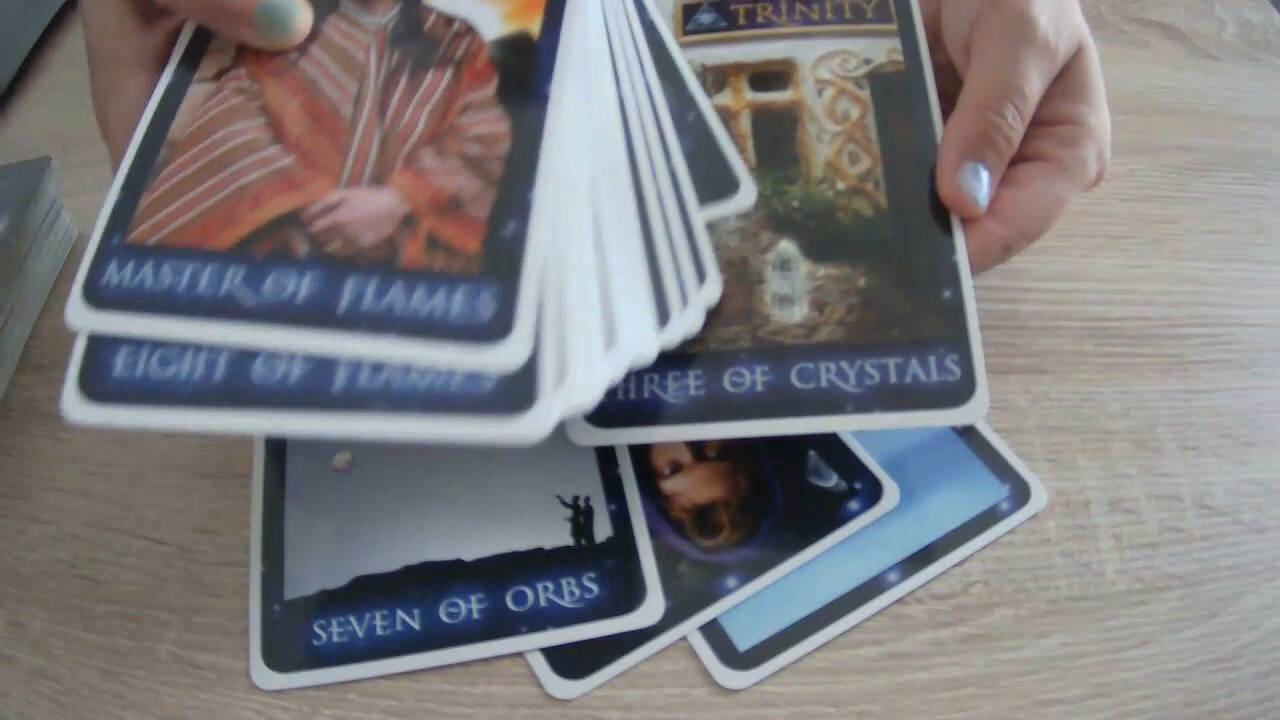 TRINITY
MASTER OF FLAMES
EIGHT OF FLAMES
THREE OF CRYSTALS
SEVEN OF ORBS